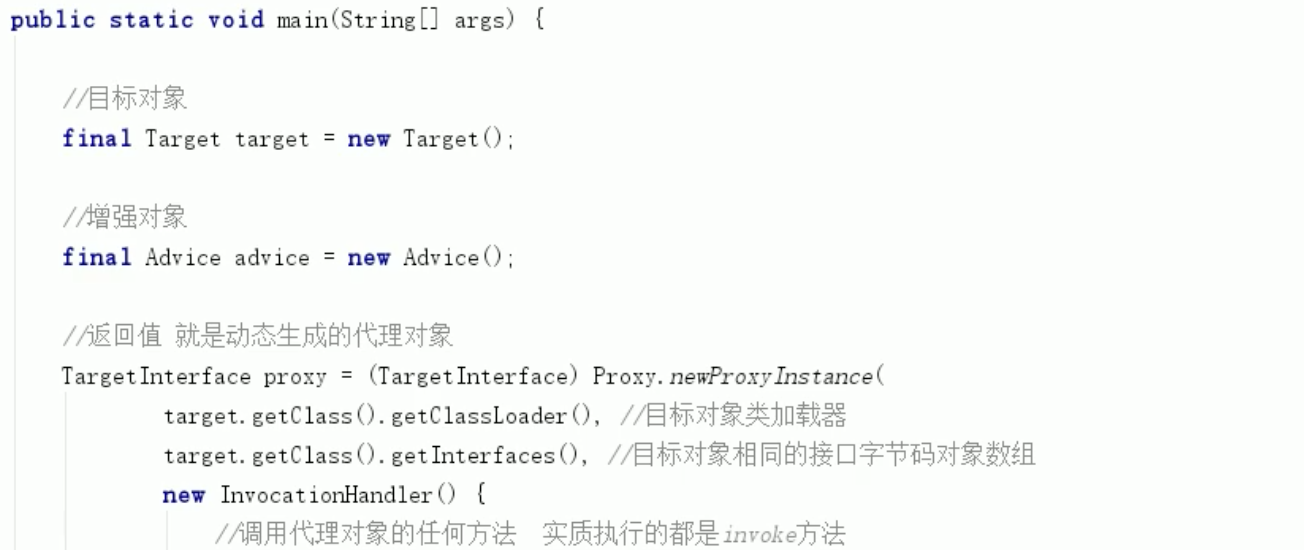 public static void main(String[] args) {
//目标对象
final Target target = new Target();
//增强对象
final Advice advice = new Advice();
//返回值 就是动态生成的代理对象
TargetInterface proxy = (TargetInterface) Proxy.newProxyInstance(
target.getClass().getClassLoader(), //目标对象类加载器
target.getClass().getInterfaces(), //目标对象相同的接口字节码对象数组
new InvocationHandler() {
//调用代理对象的任何方法 实质执行的都是invoke方法